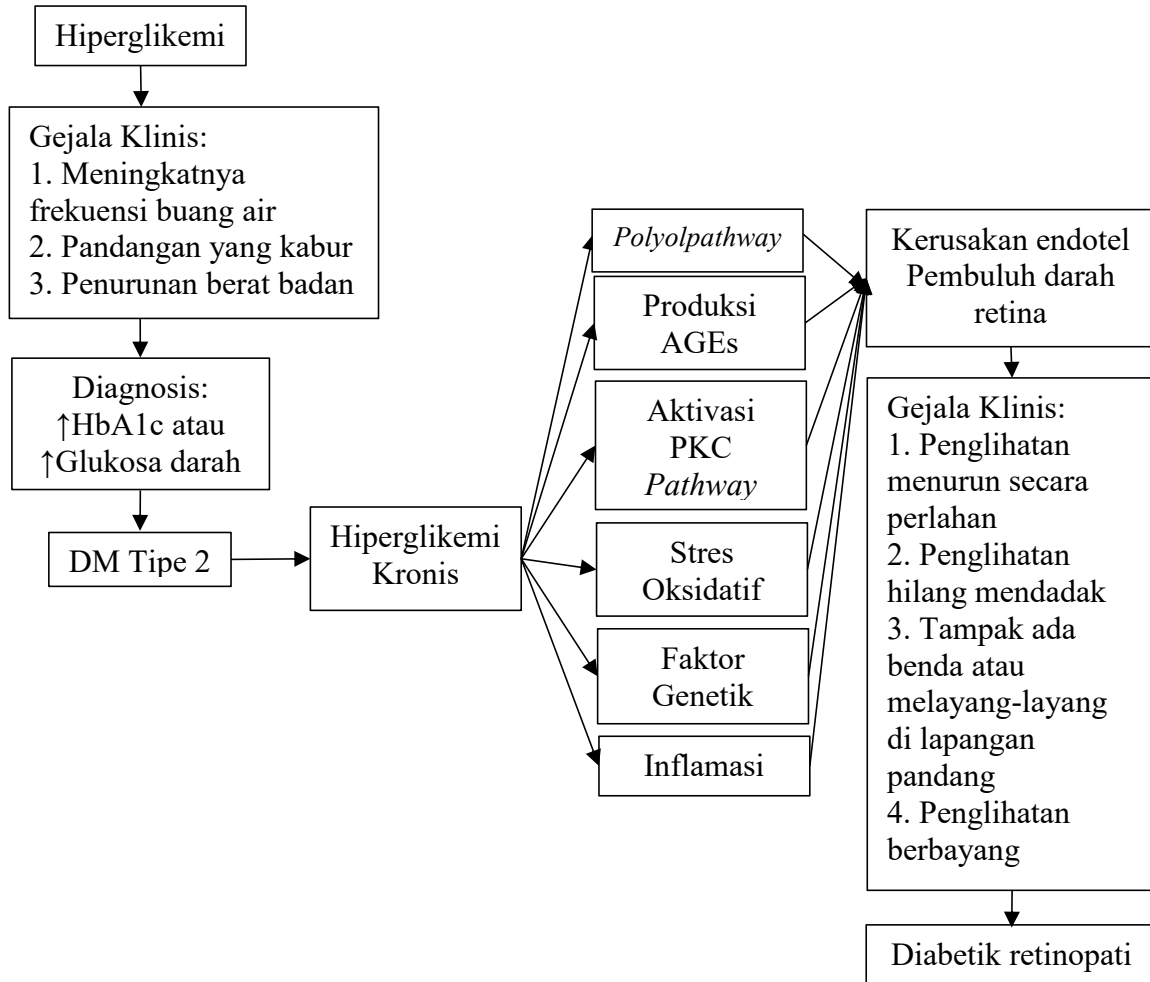 Hiperglikemi
Gejala Klinis:
1. Meningkatnya
frekuensi buang air
2. Pandangan yang kabur
3. Penurunan berat badan
Diagnosis:
↑HbA1c atau
↑Glukosa darah
DM Tipe 2
Hiperglikemi
Kronis
Polyolpathway
Produksi
AGEs
Aktivasi
PKC
Pathway
Stres
Oksidatif
Faktor
Genetik
Inflamasi
Kerusakan endotel
Pembuluh darah
retina
Gejala Klinis:
1. Penglihatan
menurun secara
perlahan
2. Penglihatan
hilang mendadak
3. Tampak ada
benda atau
melayang-layang
di lapangan
pandang
4. Penglihatan
berbayang
Diabetik retinopati